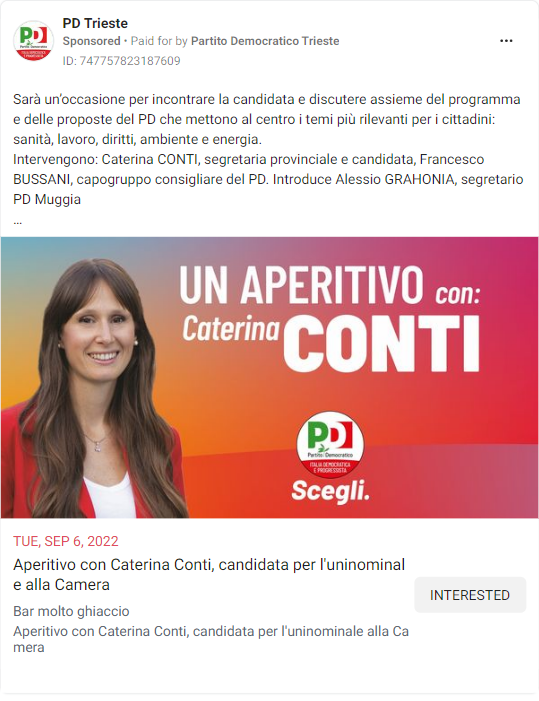 PD Trieste
Sponsored • Paid for by Partito Democratico Trieste
ID: 747757823187609
Sarà un'occasione per incontrare la candidata e discutere assieme del programma
e delle proposte del PD che mettono al centro i temi più rilevanti per i cittadini:
sanità, lavoro, diritti, ambiente e energia.
Intervengono: Caterina CONTI, segretaria provinciale e candidata, Francesco
BUSSANI, capogruppo consigliare del PD. Introduce Alessio GRAHONIA, segretario
PD Muggia
...
UN APERITIVO con:
Caterina CONTI
PD
Partito Democratico
ITALIA DEMOCRATICA
E PROGRESSISTA
Scegli.
TUE, SEP 6, 2022
Aperitivo con Caterina Conti, candidata per l'uninominal
e alla Camera
INTERESTED
Bar molto ghiaccio
Aperitivo con Caterina Conti, candidata per l'uninominale alla Ca
mera